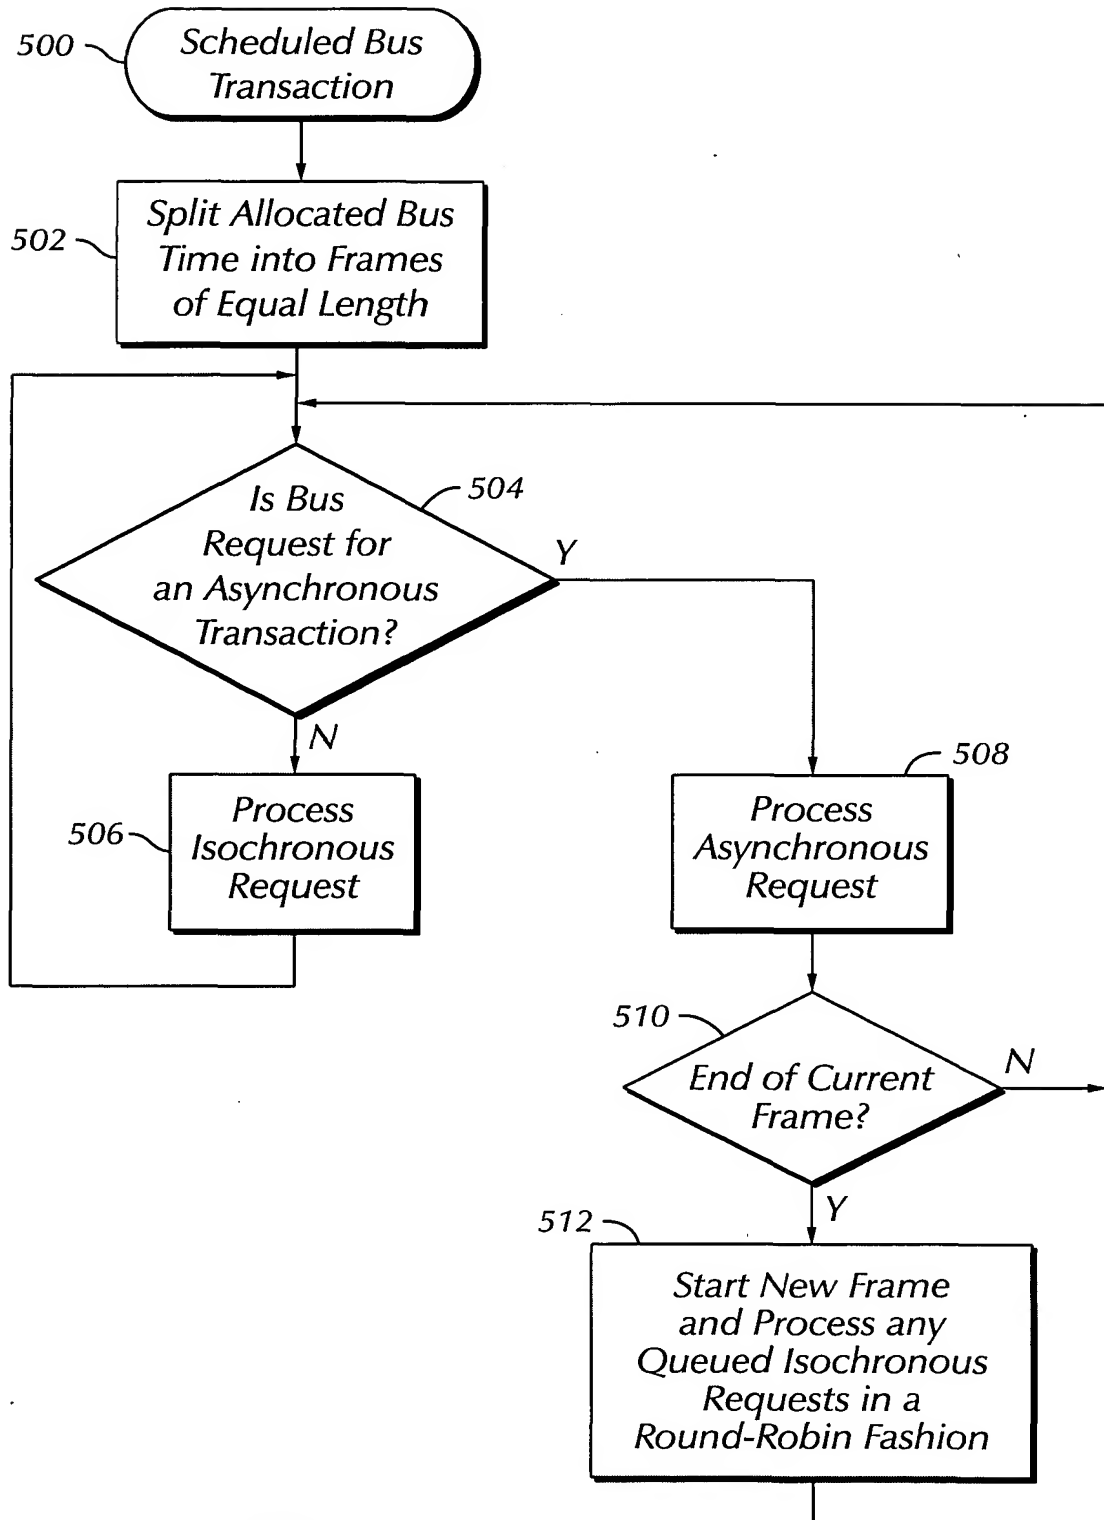 500
Scheduled Bus
Transaction
502
Split Allocated Bus
Time into Frames
of Equal Length
504
Is Bus
Request for
an Asynchronous
Transaction?
Y
N
506
Process
Isochronous
Request
508
Process
Asynchronous
Request
510
End of Current
Frame?
N
Y
512
Start New Frame
and Process any
Queued Isochronous
Requests in a
Round-Robin Fashion